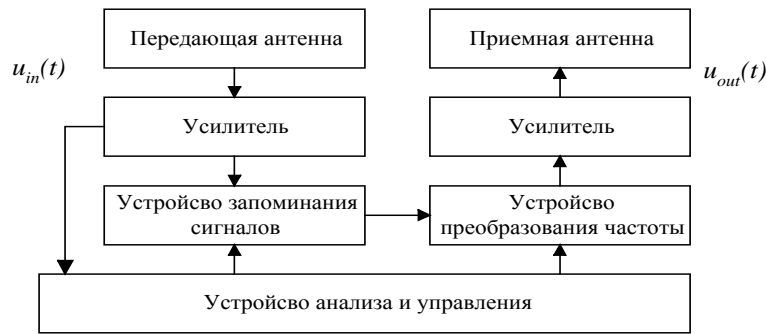 Передающая антенна
Приемная антенна
u_in(t)
u_out(t)
Усилитель
Усилитель
Устройсво запоминания
сигналов
Устройсво
преобразования частоты
Устройсво анализа и управления